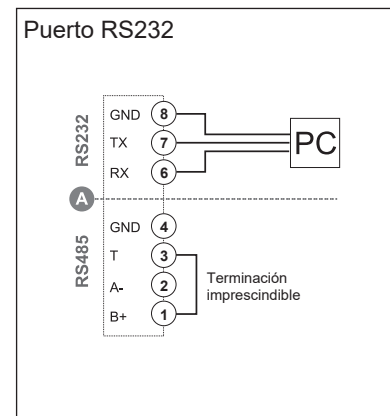 Puerto RS232
RS232
GND 8
TX 7
RX 6
PC
A
RS485
GND 4
T 3
A- 2
B+ 1
Terminación
imprescindible